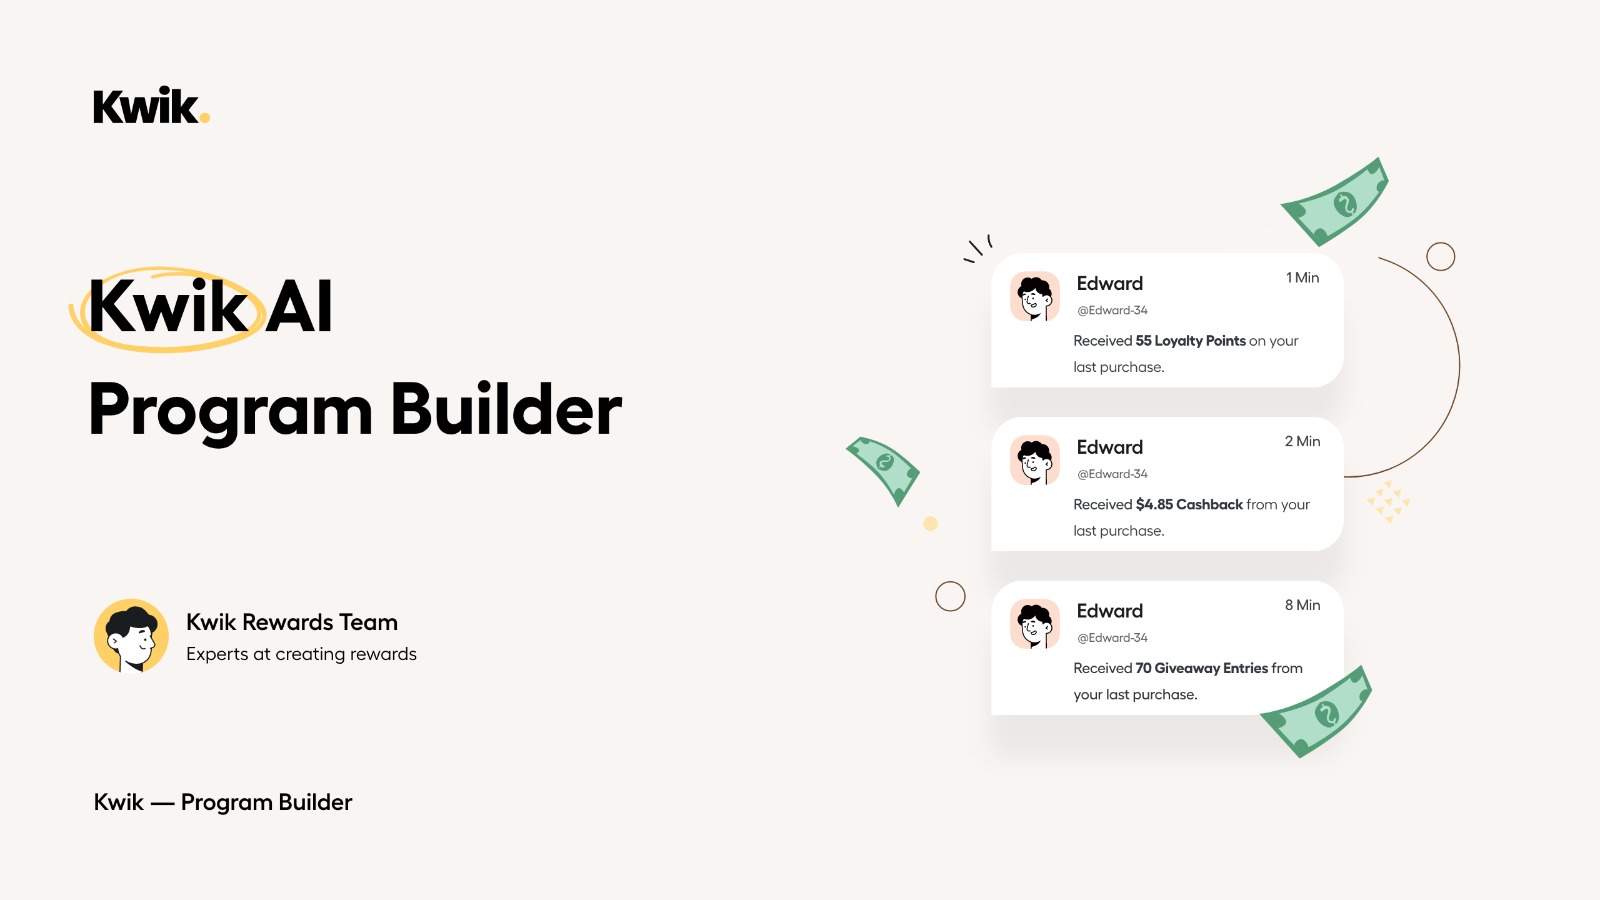 Kwik.
Kwik AI
Program Builder
Kwik Rewards Team
Experts at creating rewards
Kwik — Program Builder
Edward
1 Min
@Edward-34
Received 55 Loyalty Points on your
last purchase.
Edward
2 Min
@Edward-34
Received $4.85 Cashback from your
last purchase.
Edward
8 Min
@Edward-34
Received 70 Giveaway Entries from
your last purchase.